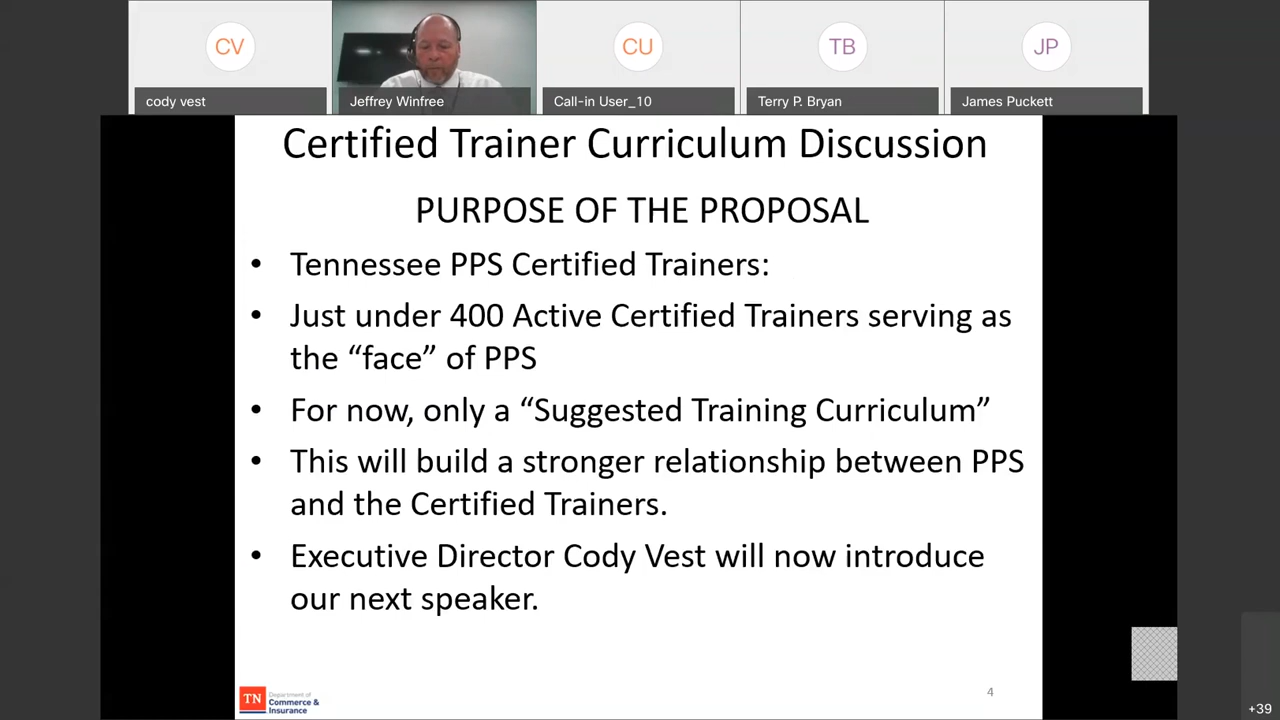 CV
CU
TB
JP
cody vest
Jeffrey Winfree
Call-in User_10
Terry P. Bryan
James Puckett
Certified Trainer Curriculum Discussion
PURPOSE OF THE PROPOSAL
• Tennessee PPS Certified Trainers:
• Just under 400 Active Certified Trainers serving as
the “face” of PPS
• For now, only a “Suggested Training Curriculum”
• This will build a stronger relationship between PPS
and the Certified Trainers.
• Executive Director Cody Vest will now introduce
our next speaker.
TN
Department of
Commerce &
Insurance
4
+39